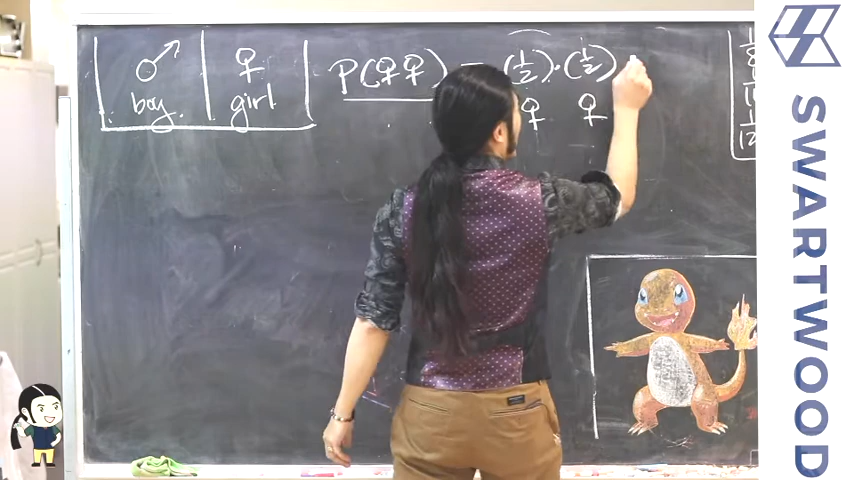 ♂ ♀ P(♀♀) = (1/2)·(1/2)
boy girl ♀ ♀
SWARTWOOD